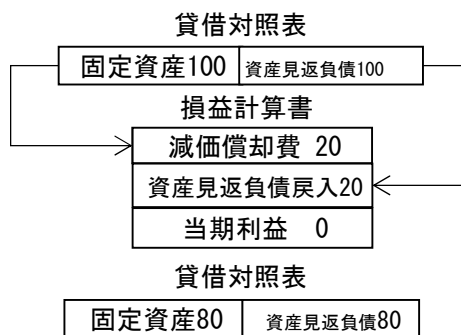 貸借対照表
固定資産100 資産見返負債100
損益計算書
減価償却費 20
資産見返負債戻入20
当期利益 0
貸借対照表
固定資産80 資産見返負債80